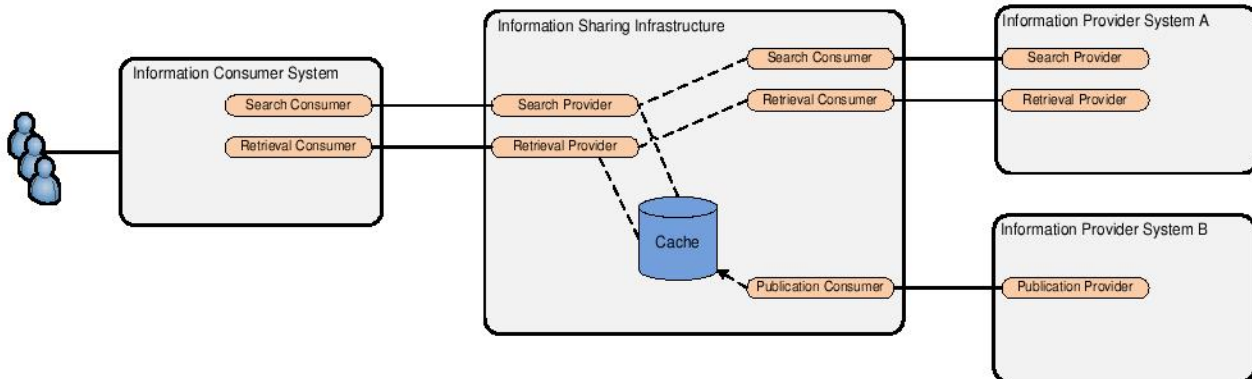 Information Consumer System
Search Consumer
Retrieval Consumer
Information Sharing Infrastructure
Search Provider
Retrieval Provider
Search Consumer
Retrieval Consumer
Cache
Publication Consumer
Information Provider System A
Search Provider
Retrieval Provider
Information Provider System B
Publication Provider